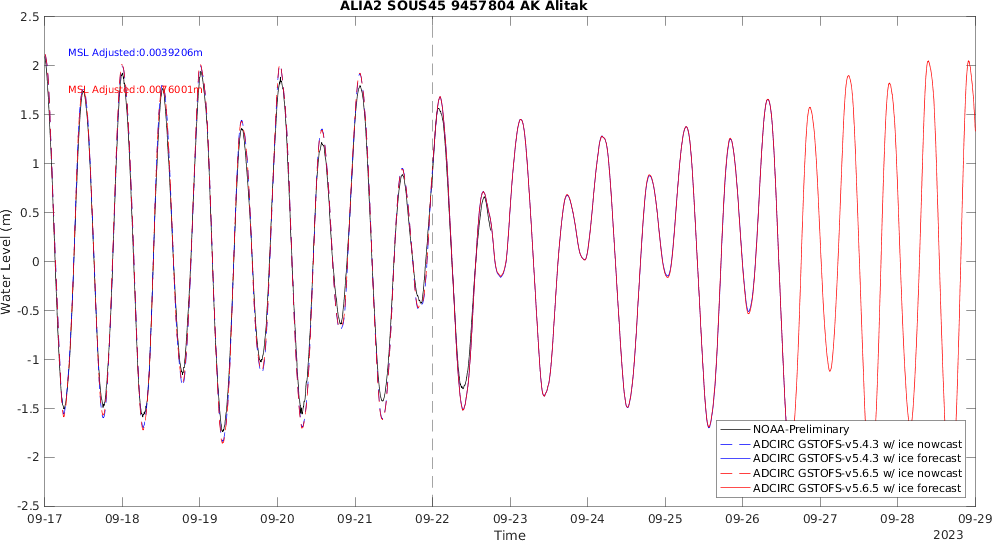 ALIA2 SOUS45 9457804 AK Alitak
MSL Adjusted:0.0039206m
MSL Adjusted:0.0076001m
Water Level (m)
2.5
2
1.5
1
0.5
0
-0.5
-1
-1.5
-2
-2.5
NOAA-Preliminary
ADCIRC GSTOFS-v5.4.3 w/ ice nowcast
ADCIRC GSTOFS-v5.4.3 w/ ice forecast
ADCIRC GSTOFS-v5.6.5 w/ ice nowcast
ADCIRC GSTOFS-v5.6.5 w/ ice forecast
09-17 09-18 09-19 09-20 09-21 09-22 09-23 09-24 09-25 09-26 09-27 09-28 09-29
Time
2023